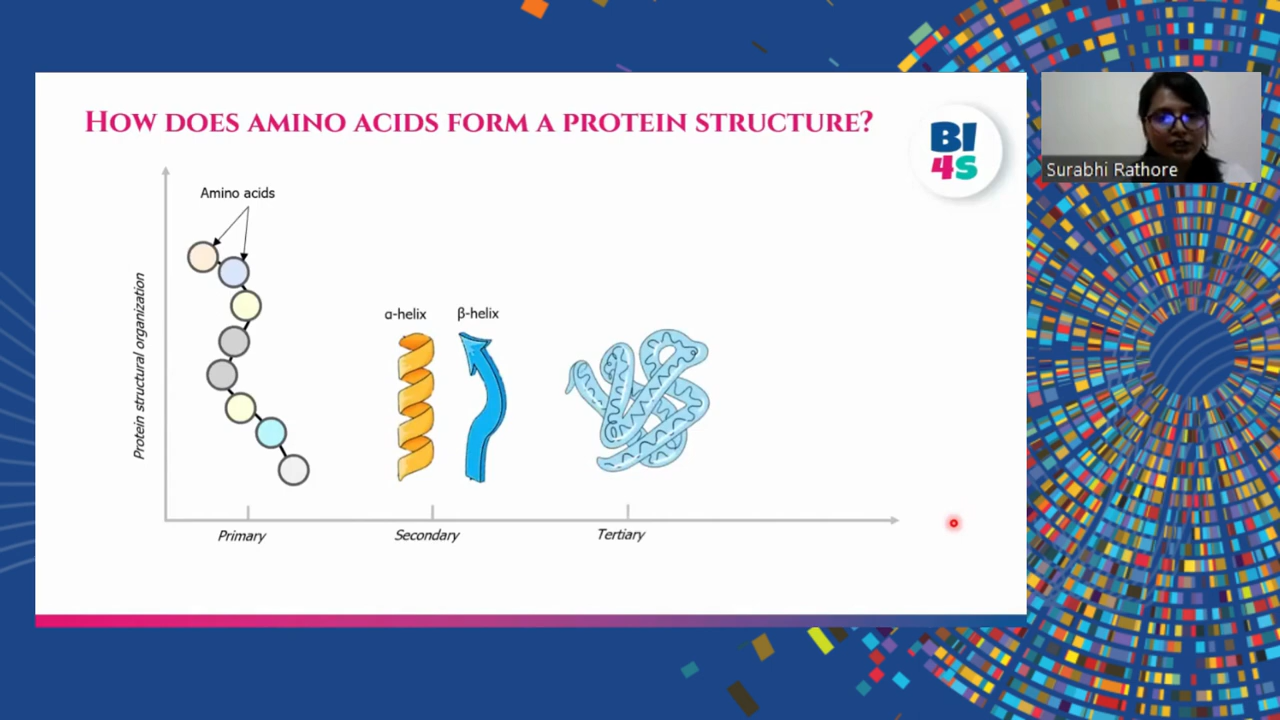 HOW DOES AMINO ACIDS FORM A PROTEIN STRUCTURE?
BI
4S
Surabhi Rathore
Amino acids
Protein structural organization
α-helix
β-helix
Primary
Secondary
Tertiary